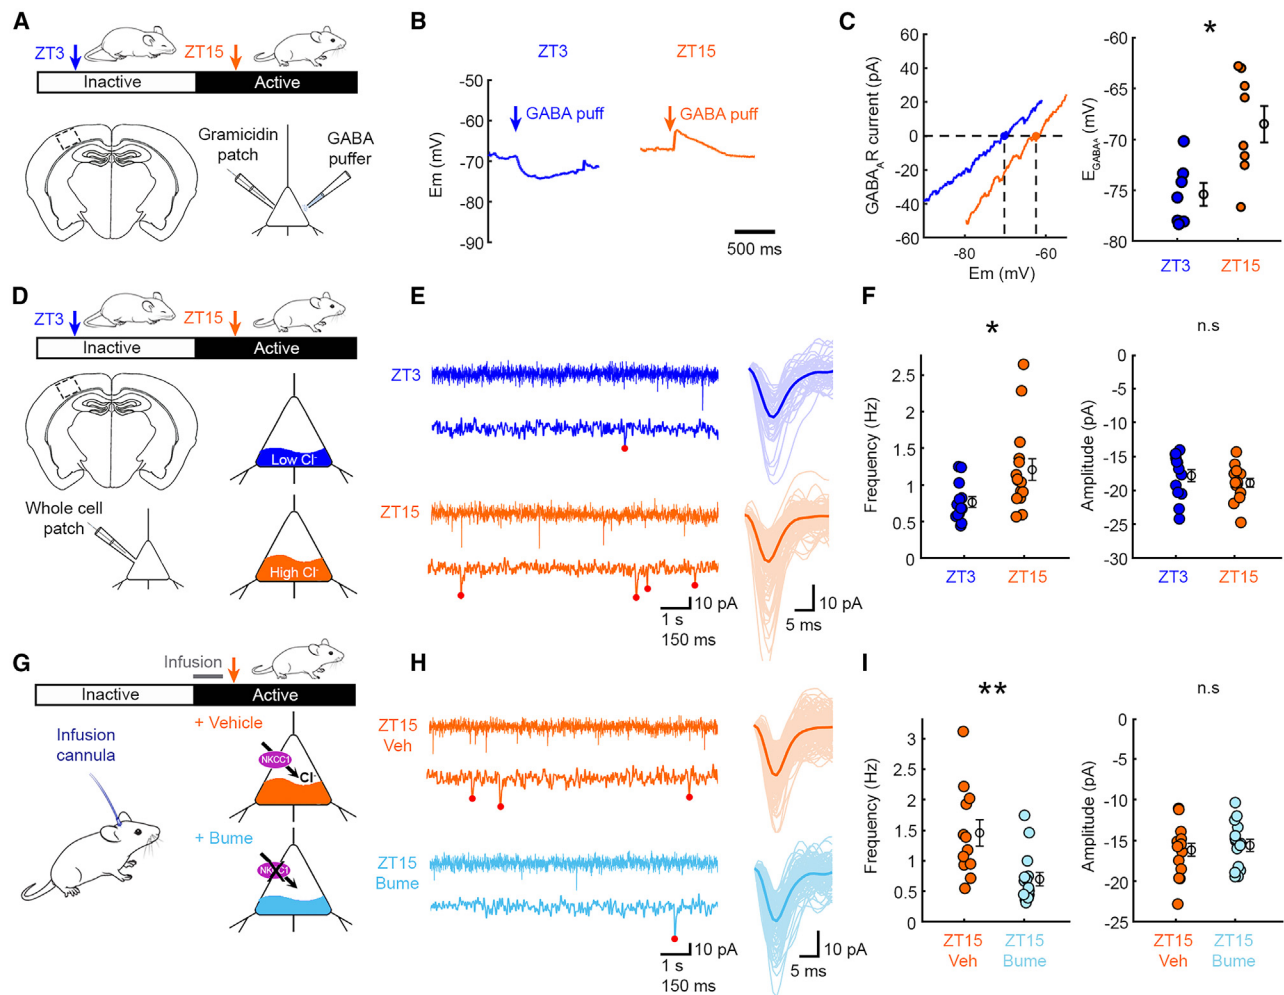 A
ZT3
ZT15
Inactive
Active
Gramicidin
patch
GABA
puffer
B
ZT3
ZT15
-50
-60
-70
-80
-90
Em (mV)
GABA puff
GABA puff
500 ms
C
60
40
20
0
-20
-40
-60
GABAAR current (pA)
-80
-60
Em (mV)
*
-60
-65
-70
-75
-80
EGABAA (mV)
ZT3
ZT15
D
ZT3
ZT15
Inactive
Active
Low Cl-
Whole cell
patch
High Cl-
E
ZT3
ZT15
10 pA
1 s
150 ms
10 pA
5 ms
F
*
2.5
2
1.5
1
0.5
0
Frequency (Hz)
ZT3
ZT15
n.s
0
-5
-10
-15
-20
-25
-30
Amplitude (pA)
ZT3
ZT15
G
Infusion
Inactive
Active
+ Vehicle
Infusion
cannula
NKCC1
Cl-
+ Bume
NKCC1
H
ZT15
Veh
ZT15
Bume
10 pA
1 s
150 ms
10 pA
5 ms
I
**
3
2.5
2
1.5
1
0.5
0
Frequency (Hz)
ZT15
Veh
ZT15
Bume
n.s
0
-5
-10
-15
-20
-25
Amplitude (pA)
ZT15
Veh
ZT15
Bume